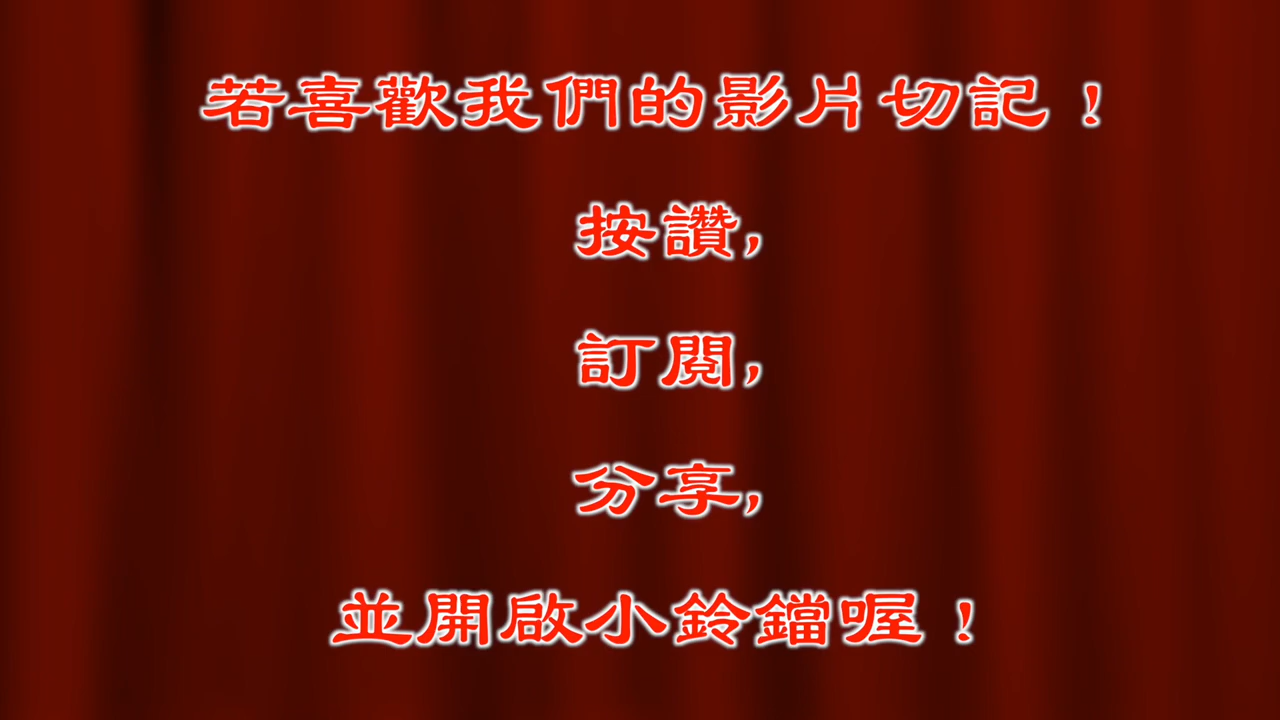 若喜歡我們的影片切記！
按讚,
訂閱,
分享,
並開啟小鈴鐺喔！